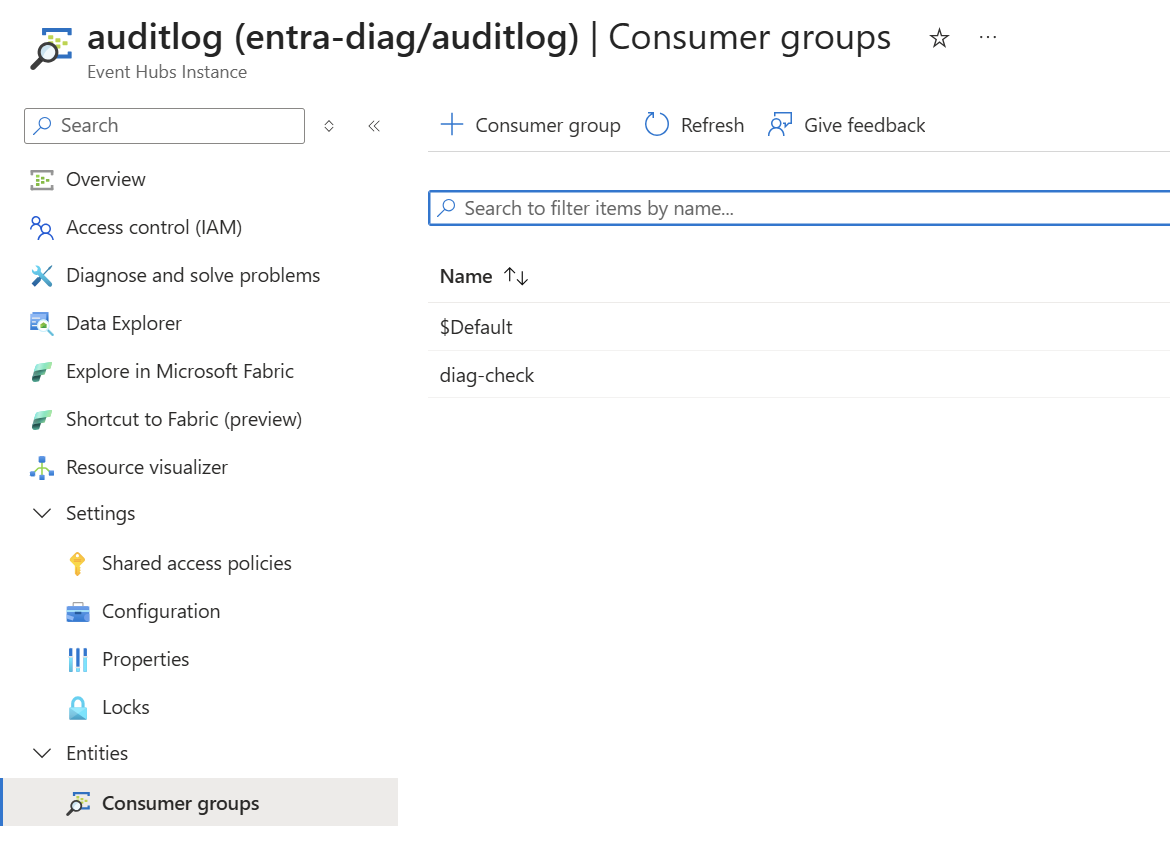 auditlog (entra-diag/auditlog) | Consumer groups
Event Hubs Instance
Search
Consumer group Refresh Give feedback
Overview
Search to filter items by name...
Access control (IAM)
Diagnose and solve problems
Name
Data Explorer
$Default
Explore in Microsoft Fabric
diag-check
Shortcut to Fabric (preview)
Resource visualizer
Settings
Shared access policies
Configuration
Properties
Locks
Entities
Consumer groups